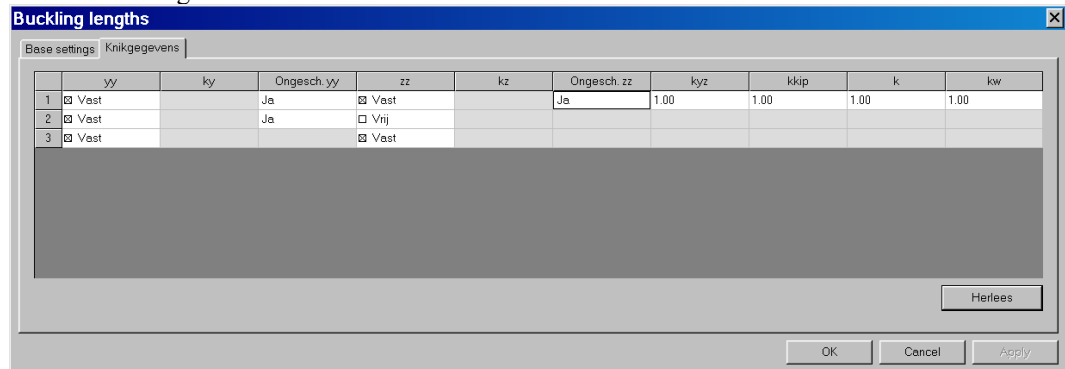 Buckling lengths
Base settings Knikgegevens
yy ky Ongesch. yy zz kz Ongesch. zz kyz kkip k kw
1 Vast Ja Vast Ja 1.00 1.00 1.00 1.00
2 Vast Ja Vrij
3 Vast Vast
Herlees
OK Cancel Apply